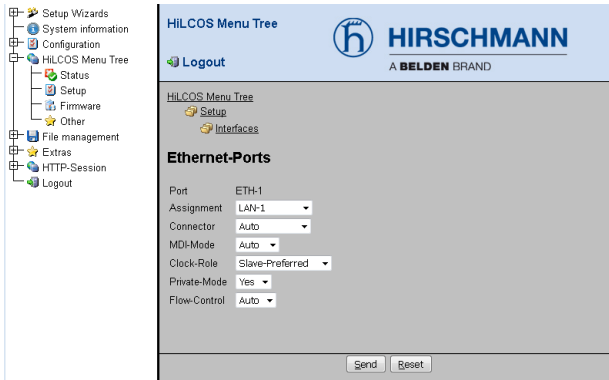 Setup Wizards
System information
Configuration
HiLCOS Menu Tree
Status
Setup
Firmware
Other
File management
Extras
HTTP-Session
Logout
HiLCOS Menu Tree
Logout
HIRSCHMANN
A BELDEN BRAND
HiLCOS Menu Tree
Setup
Interfaces
Ethernet-Ports
Port ETH-1
Assignment LAN-1
Connector Auto
MDI-Mode Auto
Clock-Role Slave-Preferred
Private-Mode Yes
Flow-Control Auto
Send Reset